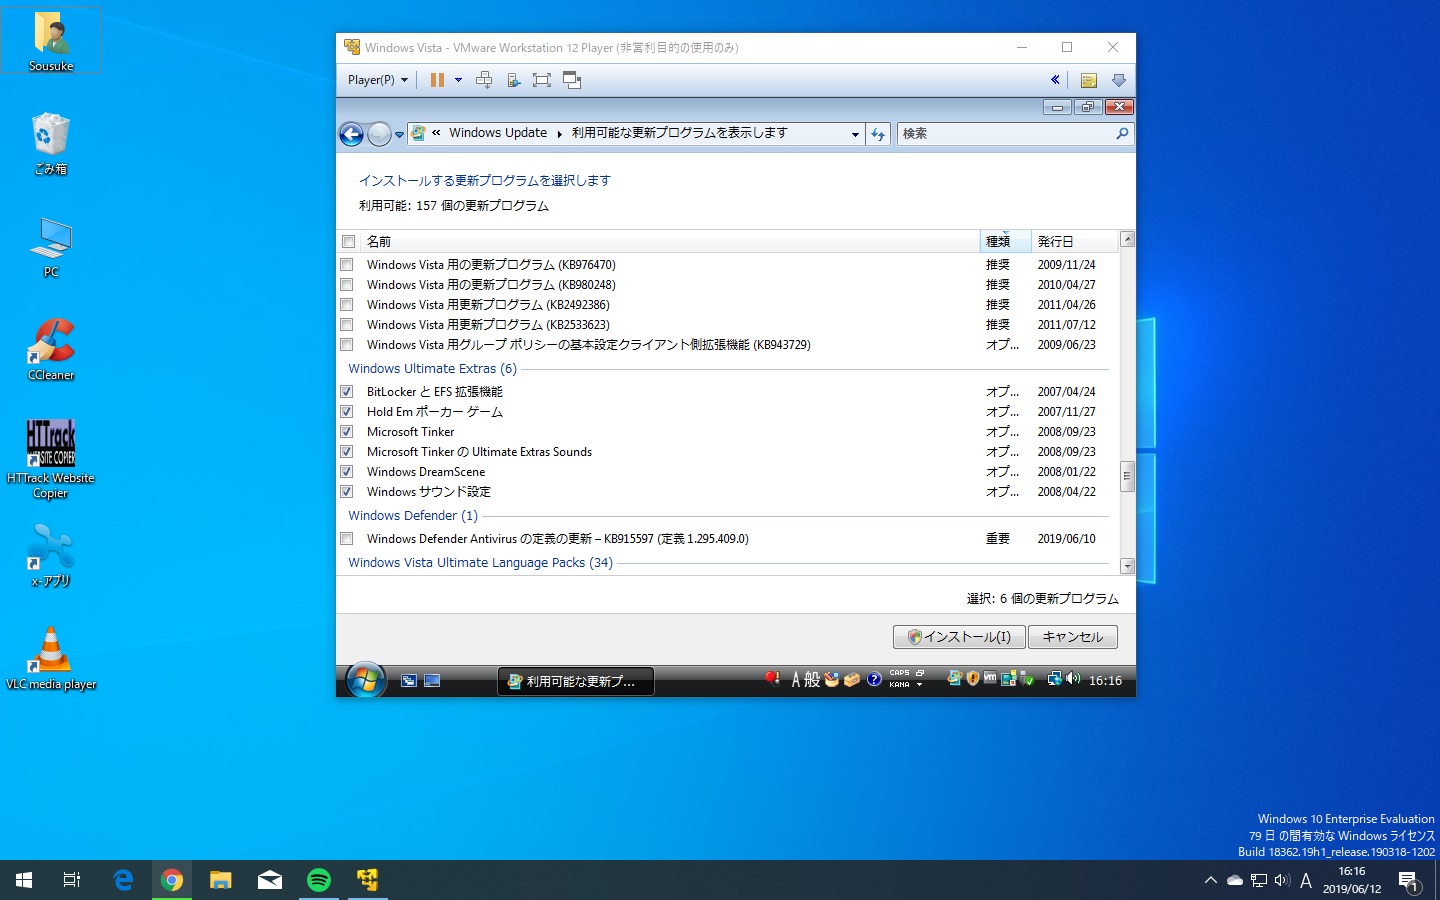 Sousuke
ごみ箱
PC
CCleaner
HTTrack
WEBSITE COPIER
HTTrack Website
Copier
x-アプリ
VLC media player
Windows Vista - VMware Workstation 12 Player (非営利目的の使用のみ)
Player(P)
Windows Update
利用可能な更新プログラムを表示します
検索
インストールする更新プログラムを選択します
利用可能: 157 個の更新プログラム
名前 種類 発行日
Windows Vista 用の更新プログラム (KB976470) 推奨 2009/11/24
Windows Vista 用の更新プログラム (KB980248) 推奨 2010/04/27
Windows Vista 用更新プログラム (KB2492386) 推奨 2011/04/26
Windows Vista 用更新プログラム (KB2533623) 推奨 2011/07/12
Windows Vista 用グループ ポリシーの基本設定クライアント側拡張機能 (KB943729) オプ... 2009/06/23
Windows Ultimate Extras (6)
BitLocker と EFS 拡張機能 オプ... 2007/04/24
Hold Em ポーカー ゲーム オプ... 2007/11/27
Microsoft Tinker オプ... 2008/09/23
Microsoft Tinker の Ultimate Extras Sounds オプ... 2008/09/23
Windows DreamScene オプ... 2008/01/22
Windows サウンド設定 オプ... 2008/04/22
Windows Defender (1)
Windows Defender Antivirus の定義の更新 – KB915597 (定義 1.295.409.0) 重要 2019/06/10
Windows Vista Ultimate Language Packs (34)
選択: 6 個の更新プログラム
インストール(I)
キャンセル
利用可能な更新プ...
A 般
CAPS
KANA
16:16
Windows 10 Enterprise Evaluation
79 日 の間有効な Windows ライセンス
Build 18362.19h1_release.190318-1202
A
16:16
2019/06/12
1